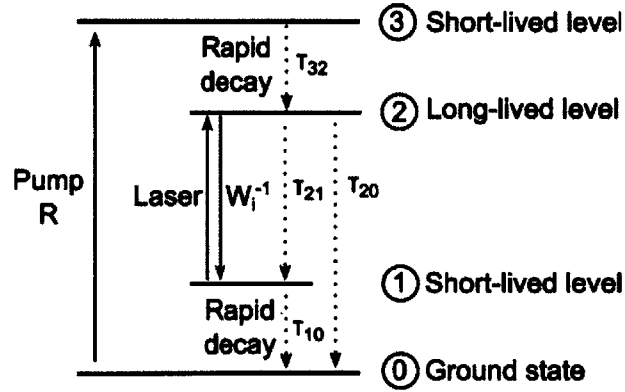 ③ Short-lived level
Rapid
decay
τ32
② Long-lived level
Pump
R
Laser
Wi-1
τ21
τ20
① Short-lived level
Rapid
decay
τ10
⓪ Ground state